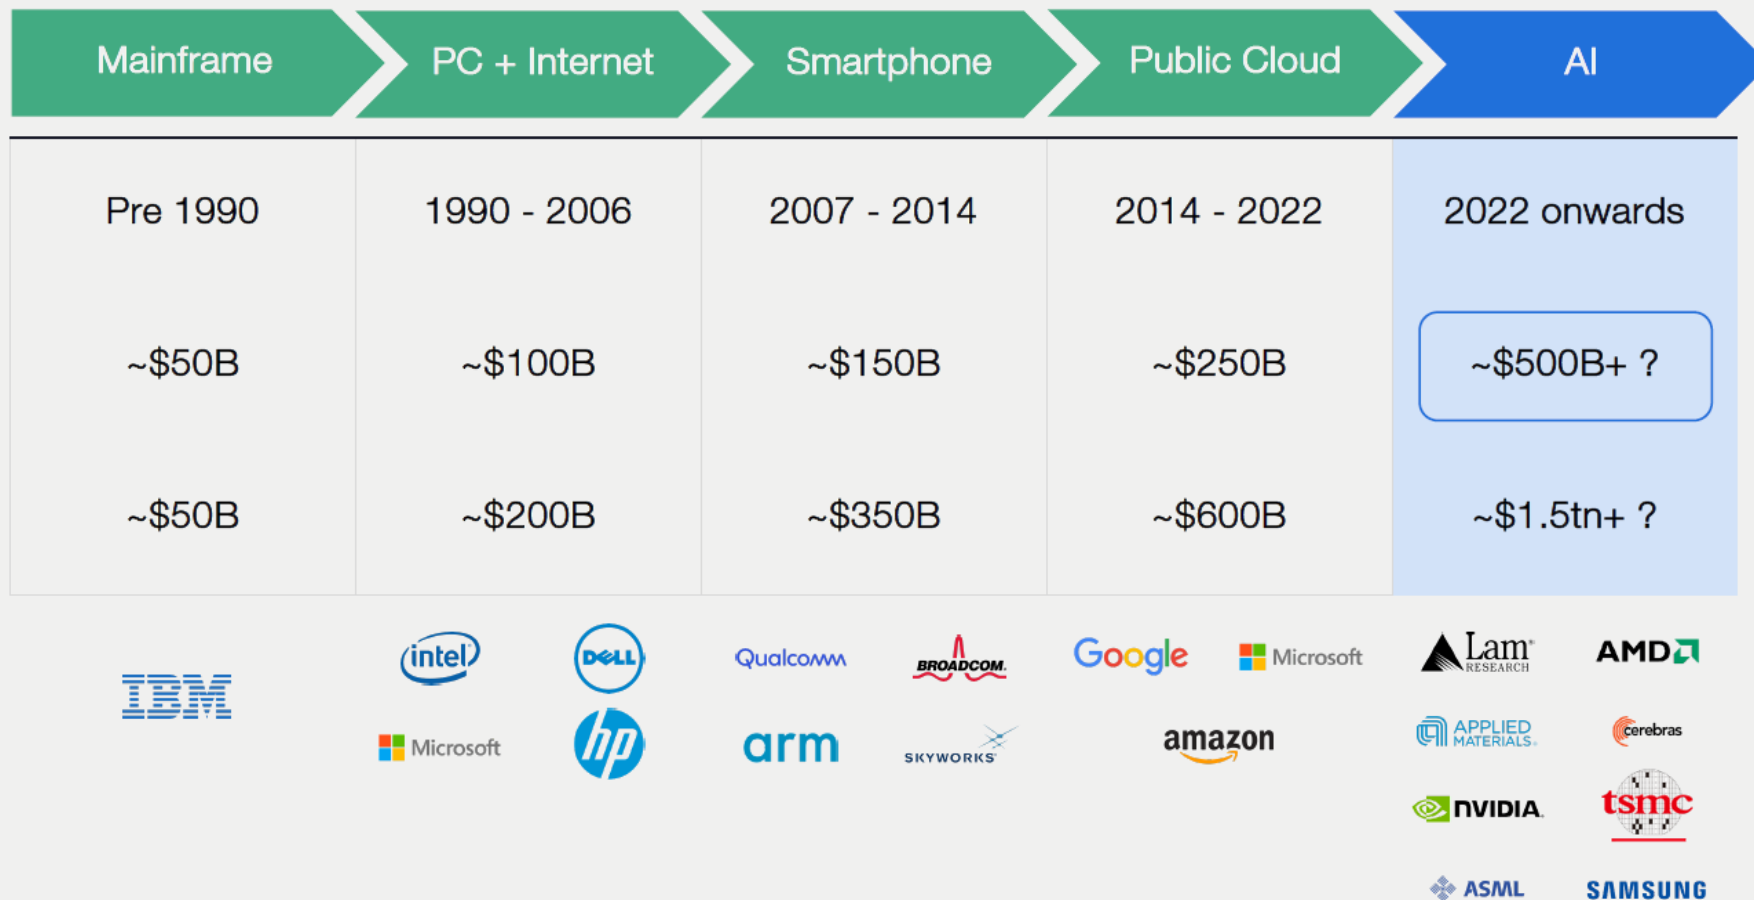 Mainframe
PC + Internet
Smartphone
Public Cloud
AI
Pre 1990
1990 - 2006
2007 - 2014
2014 - 2022
2022 onwards
~$50B
~$100B
~$150B
~$250B
~$500B+ ?
~$50B
~$200B
~$350B
~$600B
~$1.5tn+ ?
IBM
intel
DELL
Microsoft
hp
Qualcomm
BROADCOM.
arm
SKYWORKS
Google
Microsoft
amazon
Lam
RESEARCH
AMD
APPLIED
MATERIALS.
cerebras
NVIDIA.
tsmc
ASML
SAMSUNG